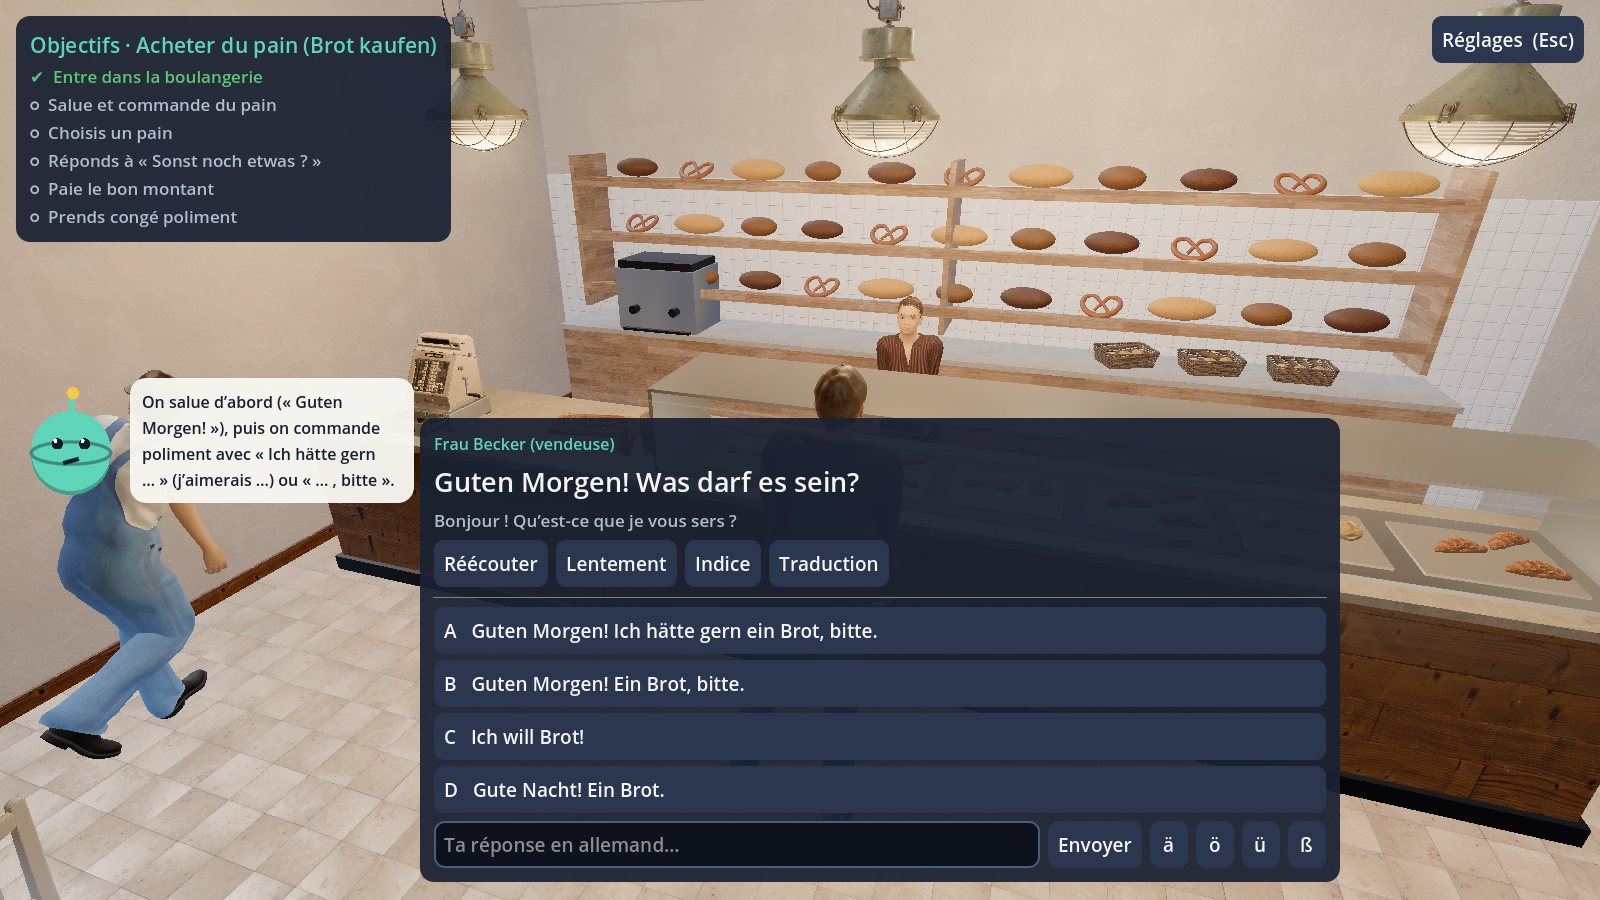 Objectifs · Acheter du pain (Brot kaufen)
✔ Entre dans la boulangerie
Salue et commande du pain
Choisis un pain
Réponds à « Sonst noch etwas ? »
Paie le bon montant
Prends congé poliment
Réglages (Esc)
On salue d’abord (« Guten
Morgen! »), puis on commande
poliment avec « Ich hätte gern
... » (j’aimerais ...) ou « ... , bitte ».
Frau Becker (vendeuse)
Guten Morgen! Was darf es sein?
Bonjour ! Qu’est-ce que je vous sers ?
Réécouter Lentement Indice Traduction
A Guten Morgen! Ich hätte gern ein Brot, bitte.
B Guten Morgen! Ein Brot, bitte.
C Ich will Brot!
D Gute Nacht! Ein Brot.
Ta réponse en allemand... Envoyer ä ö ü ß